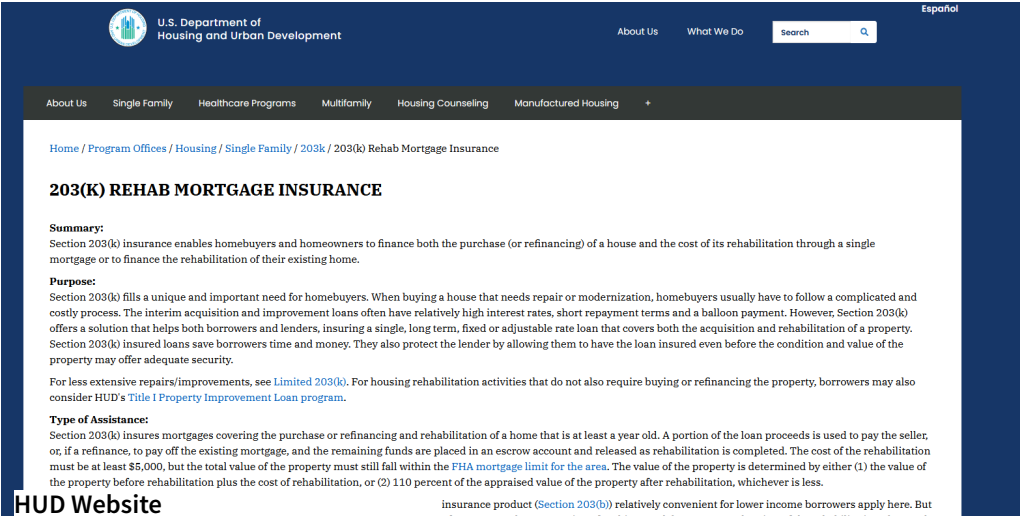 Español
U.S. Department of
Housing and Urban Development
About Us
What We Do
Search
About Us Single Family Healthcare Programs Multifamily Housing Counseling Manufactured Housing +
Home / Program Offices / Housing / Single Family / 203k / 203(k) Rehab Mortgage Insurance
203(K) REHAB MORTGAGE INSURANCE
Summary:
Section 203(k) insurance enables homebuyers and homeowners to finance both the purchase (or refinancing) of a house and the cost of its rehabilitation through a single
mortgage or to finance the rehabilitation of their existing home.
Purpose:
Section 203(k) fills a unique and important need for homebuyers. When buying a house that needs repair or modernization, homebuyers usually have to follow a complicated and
costly process. The interim acquisition and improvement loans often have relatively high interest rates, short repayment terms and a balloon payment. However, Section 203(k)
offers a solution that helps both borrowers and lenders, insuring a single, long term, fixed or adjustable rate loan that covers both the acquisition and rehabilitation of a property.
Section 203(k) insured loans save borrowers time and money. They also protect the lender by allowing them to have the loan insured even before the condition and value of the
property may offer adequate security.
For less extensive repairs/improvements, see Limited 203(k). For housing rehabilitation activities that do not also require buying or refinancing the property, borrowers may also
consider HUD's Title I Property Improvement Loan program.
Type of Assistance:
Section 203(k) insures mortgages covering the purchase or refinancing and rehabilitation of a home that is at least a year old. A portion of the loan proceeds is used to pay the seller,
or, if a refinance, to pay off the existing mortgage, and the remaining funds are placed in an escrow account and released as rehabilitation is completed. The cost of the rehabilitation
must be at least $5,000, but the total value of the property must still fall within the FHA mortgage limit for the area. The value of the property is determined by either (1) the value of
the property before rehabilitation plus the cost of rehabilitation, or (2) 110 percent of the appraised value of the property after rehabilitation, whichever is less.
HUD Website
insurance product (Section 203(b)) relatively convenient for lower income borrowers apply here. But